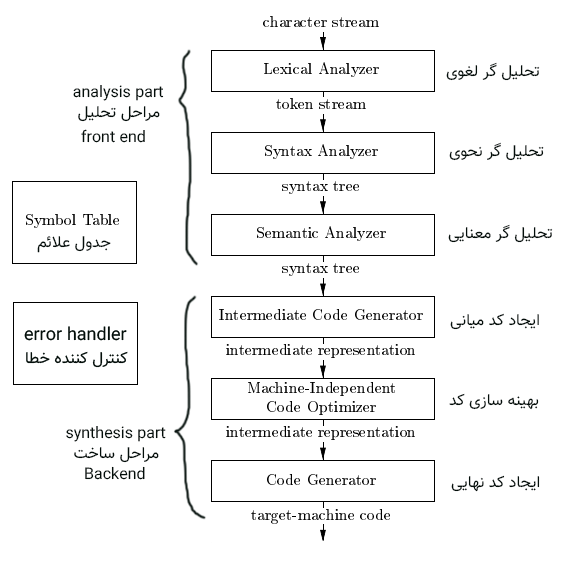 character stream
Lexical Analyzer
تحلیل گر لغوی
token stream
analysis part
مراحل تحلیل
front end
Syntax Analyzer
تحلیل گر نحوی
syntax tree
Symbol Table
جدول علائم
Semantic Analyzer
تحلیل گر معنایی
syntax tree
Intermediate Code Generator
ایجاد کد میانی
error handler
کنترل کننده خطا
intermediate representation
Machine-Independent
Code Optimizer
بهینه سازی کد
intermediate representation
synthesis part
مراحل ساخت
Backend
Code Generator
ایجاد کد نهایی
target-machine code